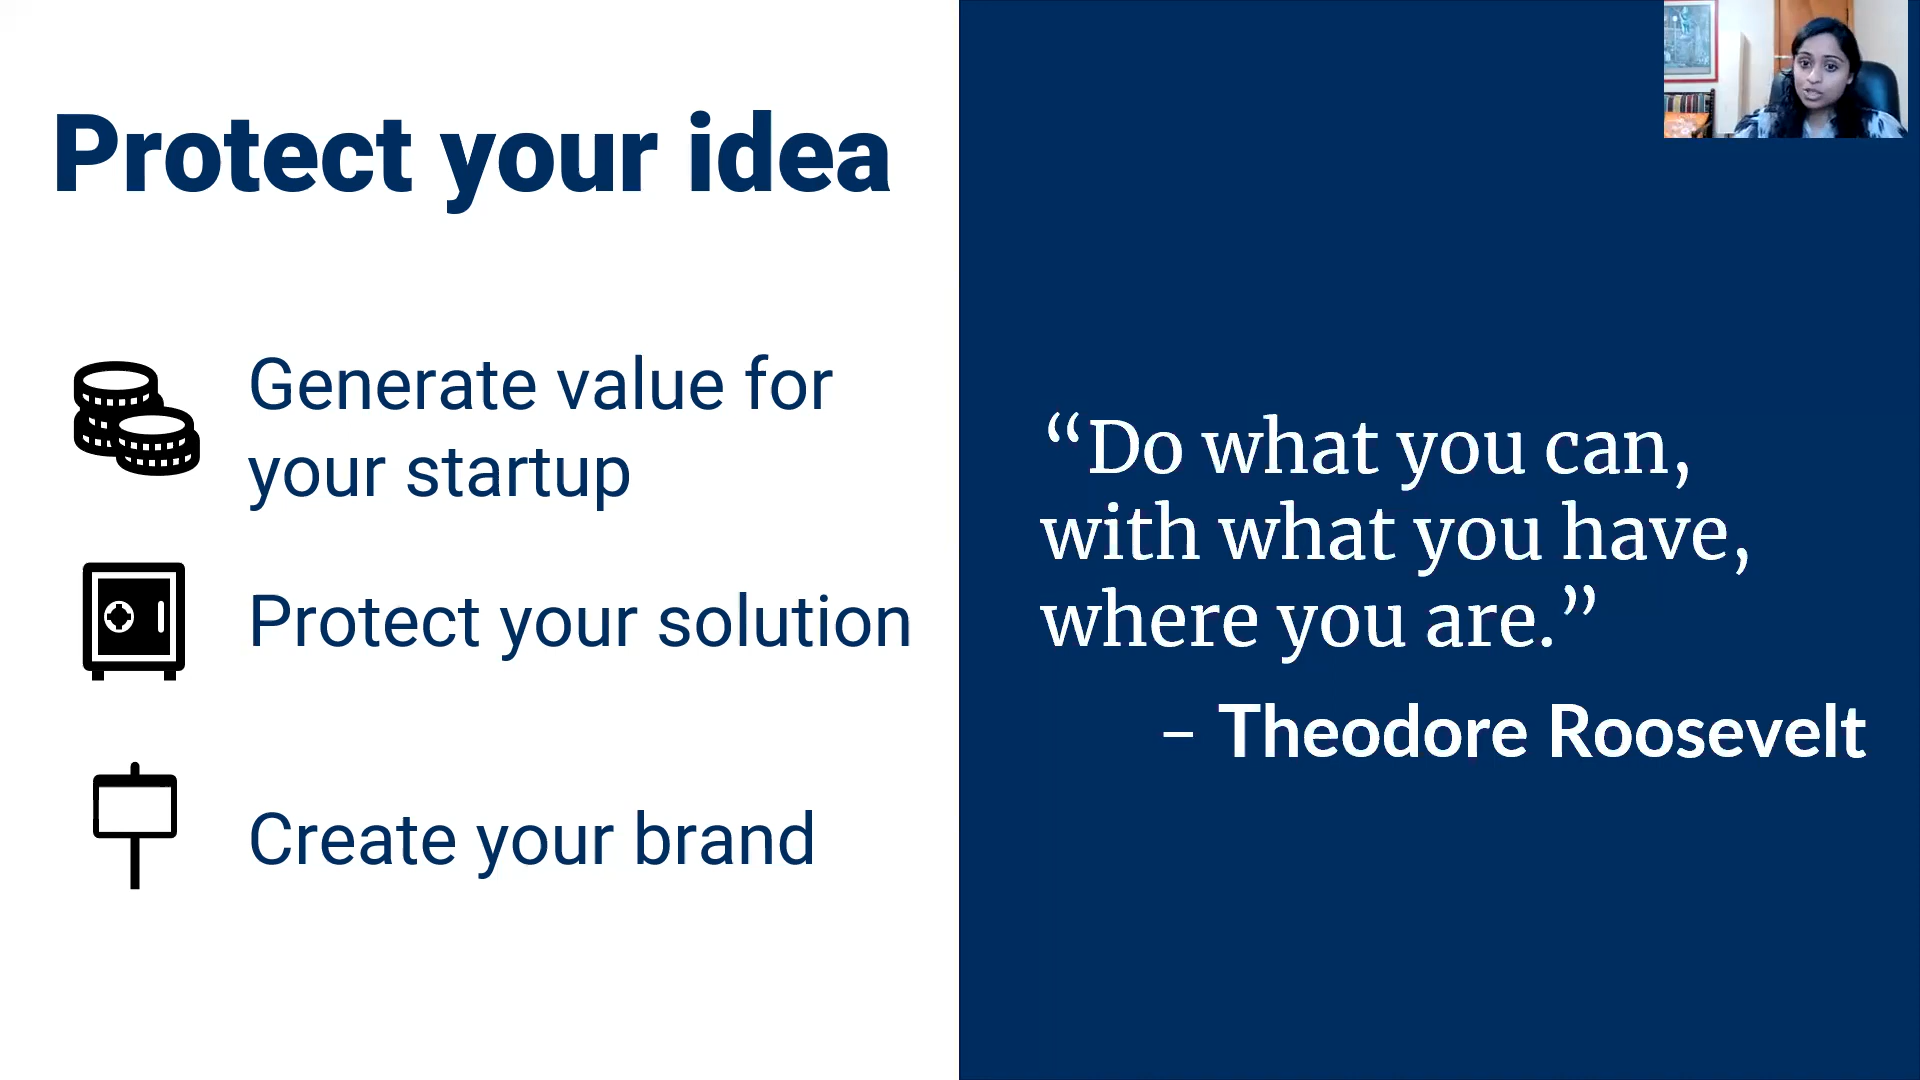 Protect your idea
Generate value for
your startup
Protect your solution
Create your brand
“Do what you can,
with what you have,
where you are.”
– Theodore Roosevelt